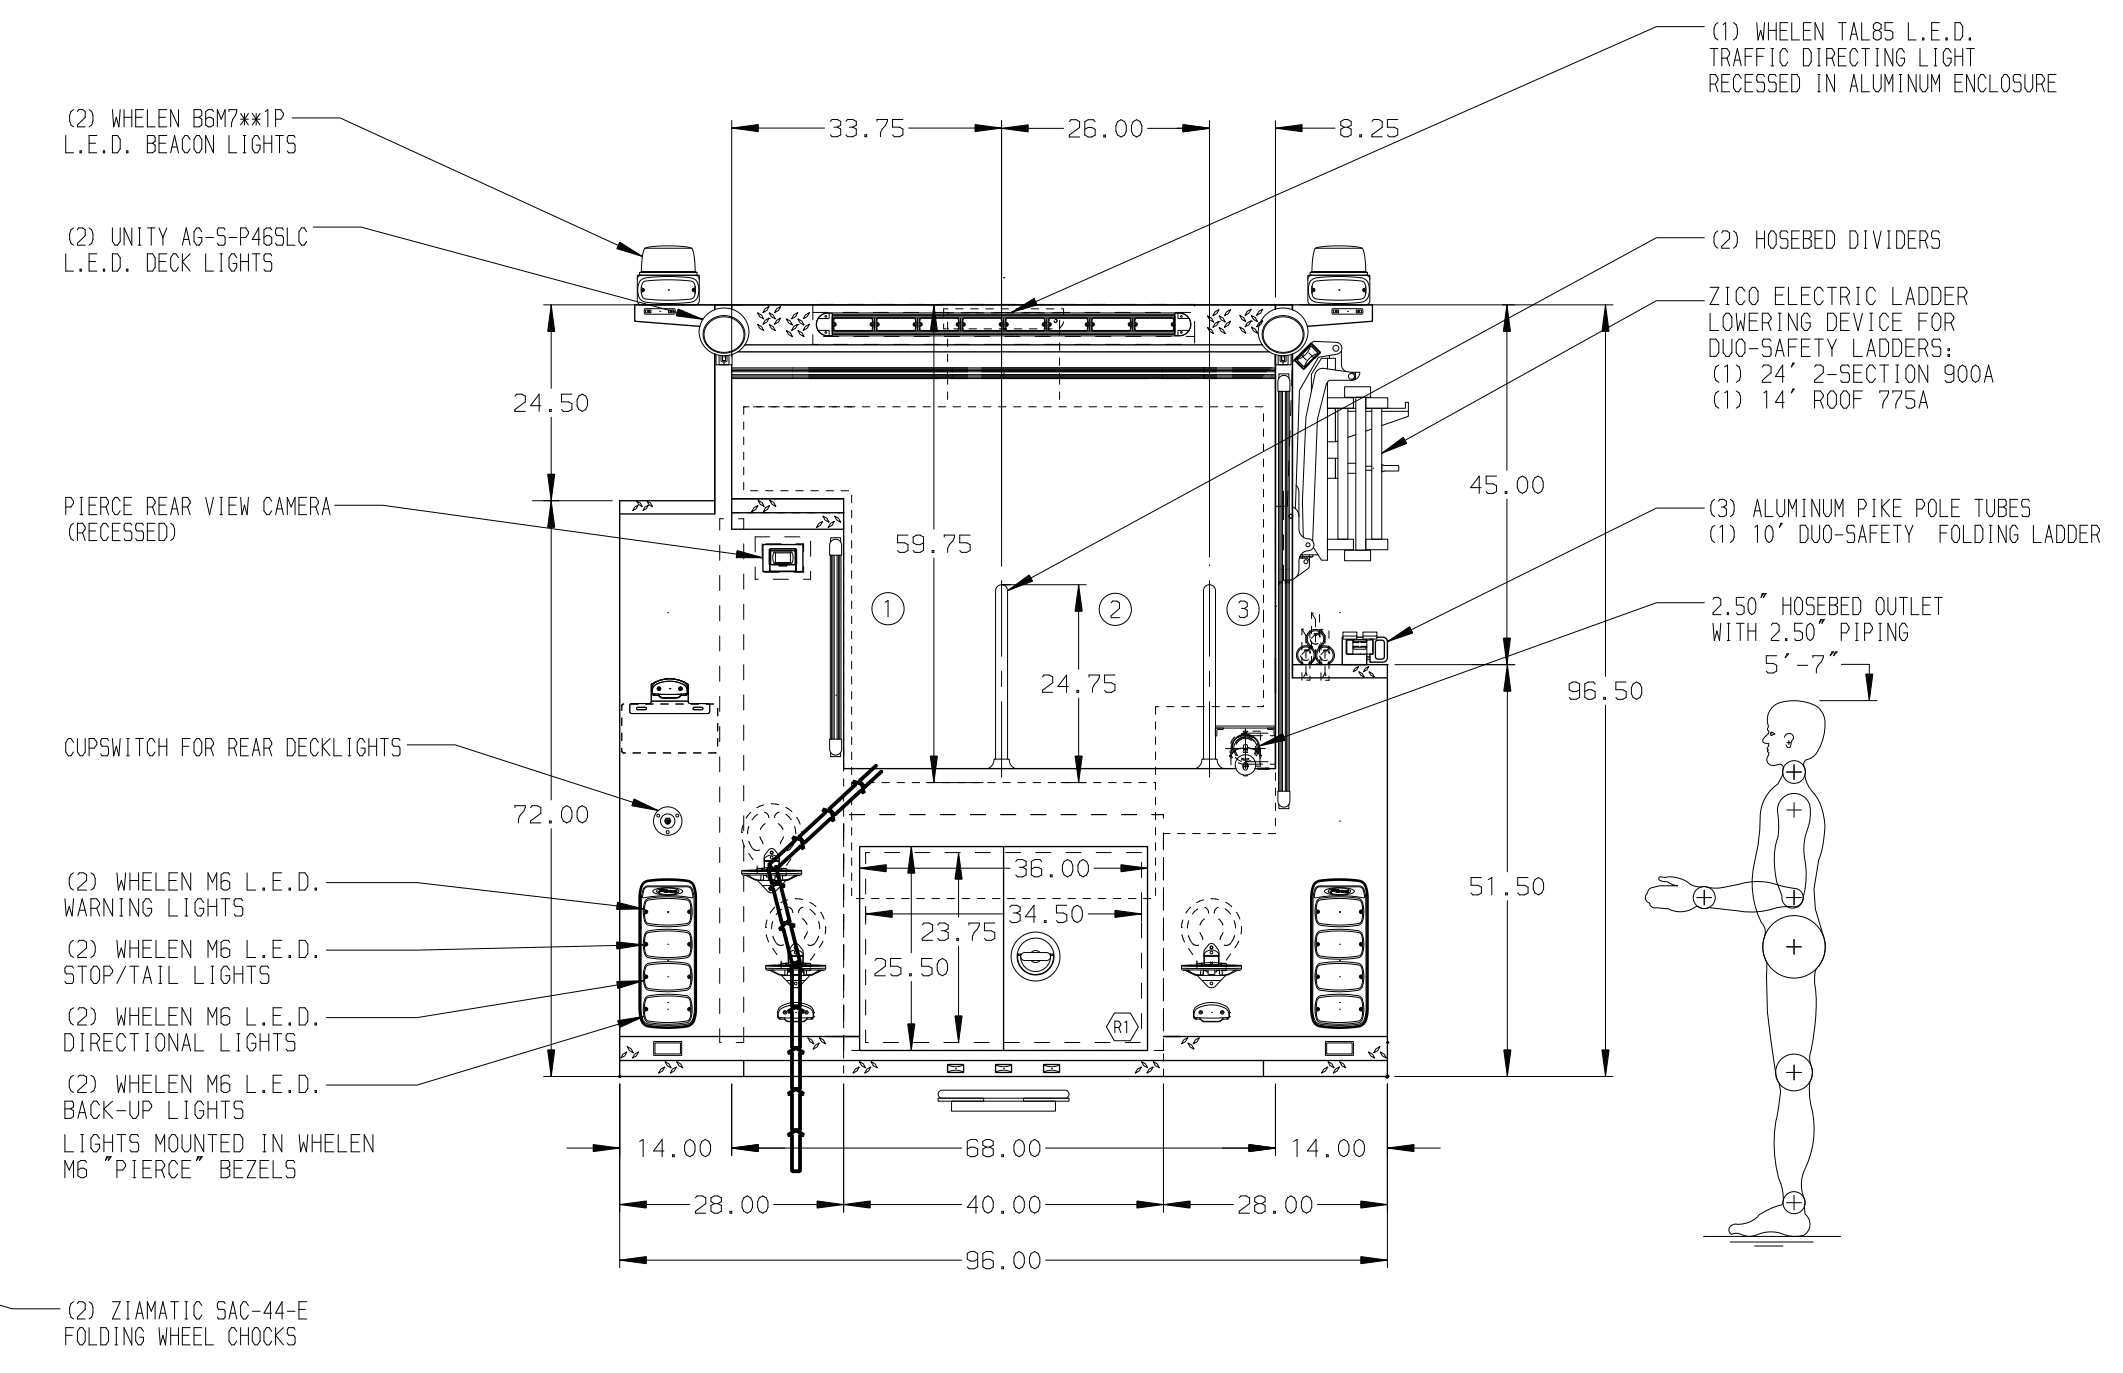 (1) WHELEN TAL85 L.E.D.
TRAFFIC DIRECTING LIGHT
RECESSED IN ALUMINUM ENCLOSURE
(2) WHELEN B6M7**1P
L.E.D. BEACON LIGHTS
33.75
26.00
8.25
(2) UNITY AG-S-P46SLC
L.E.D. DECK LIGHTS
(2) HOSEBED DIVIDERS
ZICO ELECTRIC LADDER
LOWERING DEVICE FOR
DUO-SAFETY LADDERS:
(1) 24' 2-SECTION 900A
(1) 14' ROOF 775A
24.50
45.00
PIERCE REAR VIEW CAMERA
(RECESSED)
(3) ALUMINUM PIKE POLE TUBES
(1) 10' DUO-SAFETY FOLDING LADDER
59.75
1
2
3
2.50" HOSEBED OUTLET
WITH 2.50" PIPING
5'-7"
24.75
96.50
CUPSWITCH FOR REAR DECKLIGHTS
72.00
36.00
51.50
34.50
23.75
25.50
R1
(2) WHELEN M6 L.E.D.
WARNING LIGHTS
(2) WHELEN M6 L.E.D.
STOP/TAIL LIGHTS
(2) WHELEN M6 L.E.D.
DIRECTIONAL LIGHTS
(2) WHELEN M6 L.E.D.
BACK-UP LIGHTS
LIGHTS MOUNTED IN WHELEN
M6 "PIERCE" BEZELS
14.00
68.00
14.00
28.00
40.00
28.00
96.00
(2) ZIAMATIC SAC-44-E
FOLDING WHEEL CHOCKS